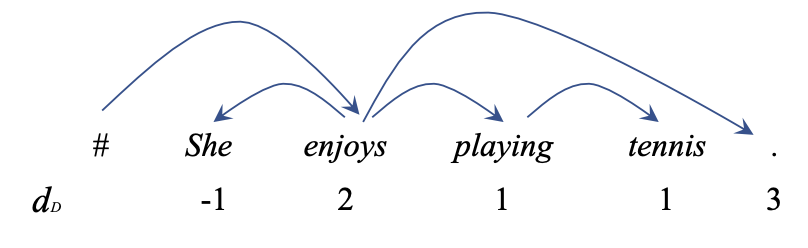 # She enjoys playing tennis .
dD -1 2 1 1 3